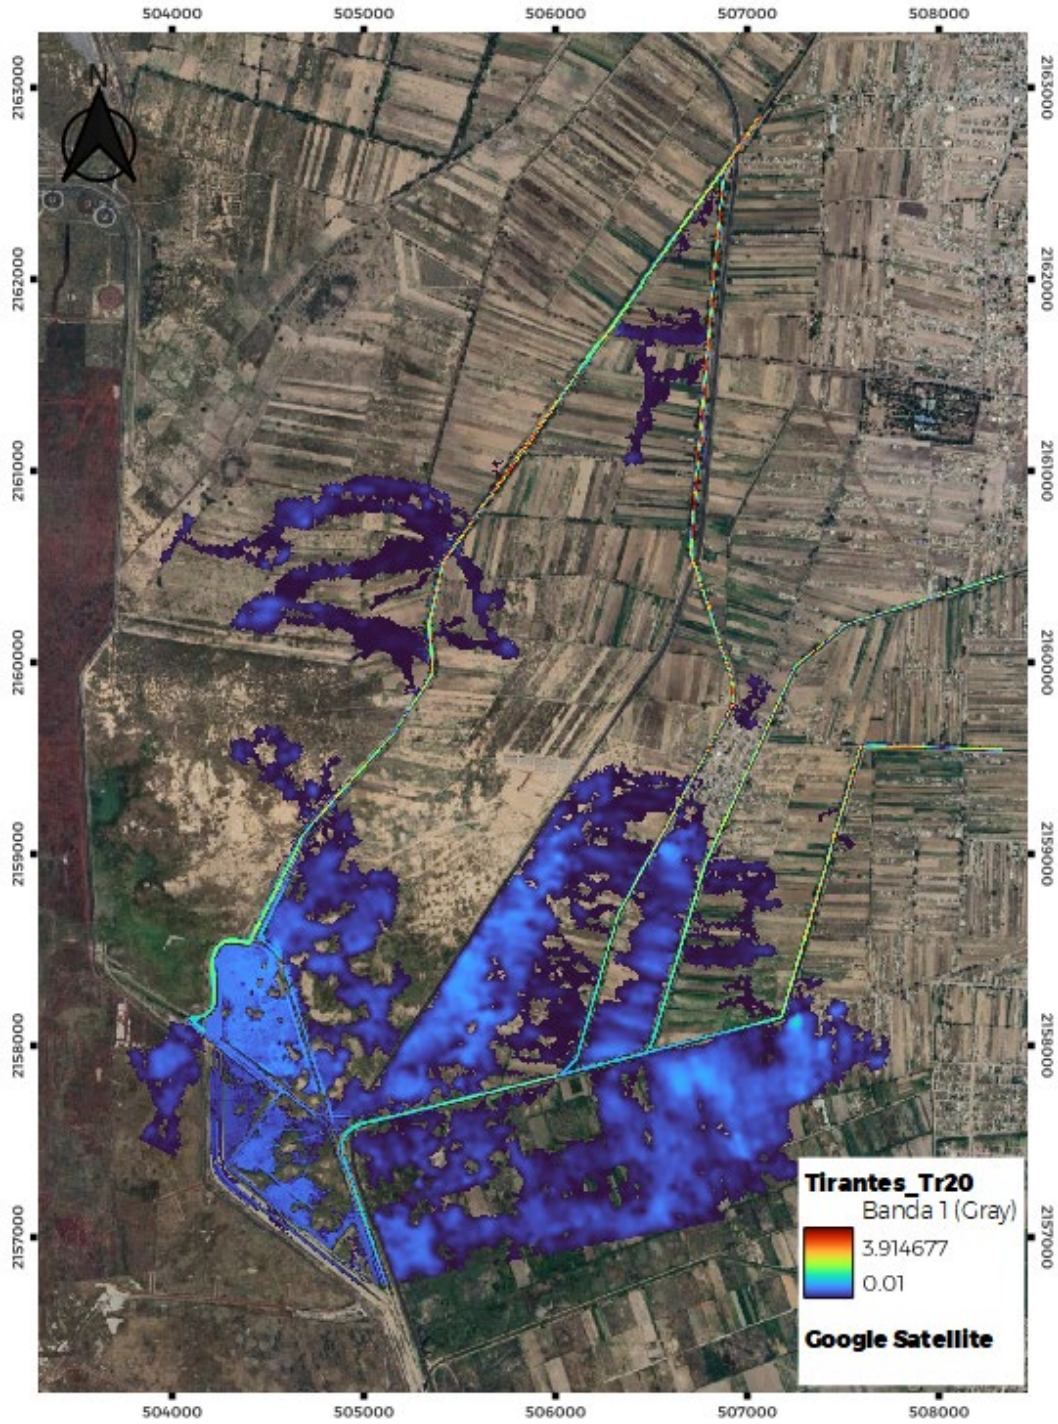 504000 505000 506000 507000 508000
N
2163000 2163000
2162000 2162000
2161000 2161000
2160000 2160000
2159000 2159000
2158000 2158000
2157000 2157000
Tirantes_Tr20
Banda 1 (Gray)
3.914677
0.01
Google Satellite
504000 505000 506000 507000 508000